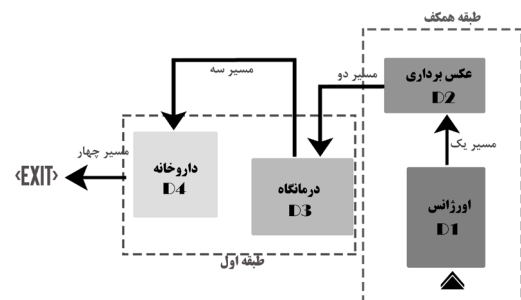 طبقه همکف
عکس برداری
D2
مسیر دو
مسیر سه
مسیر یک
اورژانس
D1
درمانگاه
D3
داروخانه
D4
مسیر چهار
‹EXIT›
طبقه اول